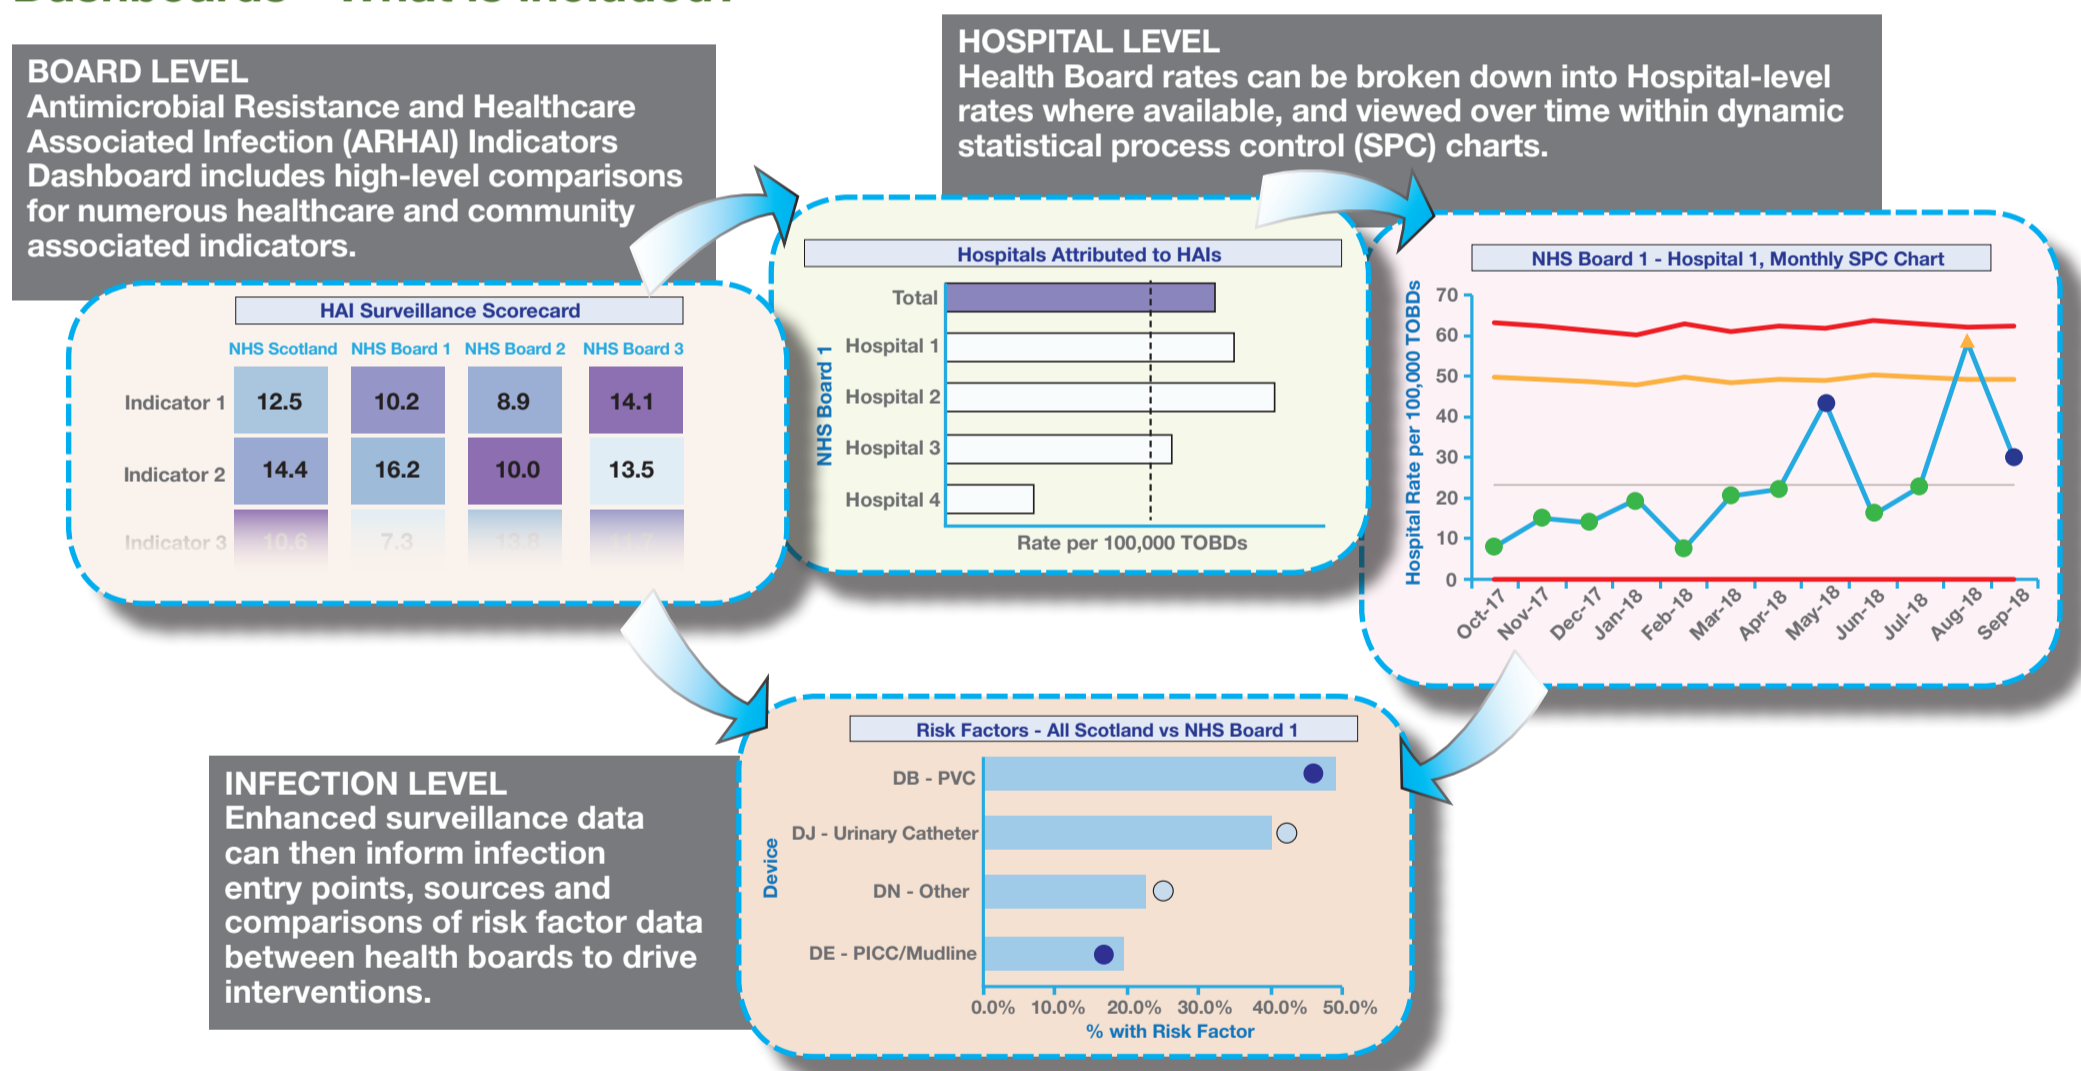 BOARD LEVEL
Antimicrobial Resistance and Healthcare
Associated Infection (ARHAI) Indicators
Dashboard includes high-level comparisons
for numerous healthcare and community
associated indicators.
HOSPITAL LEVEL
Health Board rates can be broken down into Hospital-level
rates where available, and viewed over time within dynamic
statistical process control (SPC) charts.
HAI Surveillance Scorecard
NHS Scotland NHS Board 1 NHS Board 2 NHS Board 3
Indicator 1 12.5 10.2 8.9 14.1
Indicator 2 14.4 16.2 10.0 13.5
Indicator 3 10.6 7.3 13.8
Hospitals Attributed to HAIs
NHS Board 1
Total
Hospital 1
Hospital 2
Hospital 3
Hospital 4
Rate per 100,000 TOBDs
NHS Board 1 - Hospital 1, Monthly SPC Chart
Hospital Rate per 100,000 TOBDs
70
60
50
40
30
20
10
0
Oct-17 Nov-17 Dec-17 Jan-18 Feb-18 Mar-18 Apr-18 May-18 Jun-18 Jul-18 Aug-18 Sep-18
INFECTION LEVEL
Enhanced surveillance data
can then inform infection
entry points, sources and
comparisons of risk factor data
between health boards to drive
interventions.
Risk Factors - All Scotland vs NHS Board 1
Device
DB - PVC
DJ - Urinary Catheter
DN - Other
DE - PICC/Mudline
0.0% 10.0% 20.0% 30.0% 40.0% 50.0%
% with Risk Factor